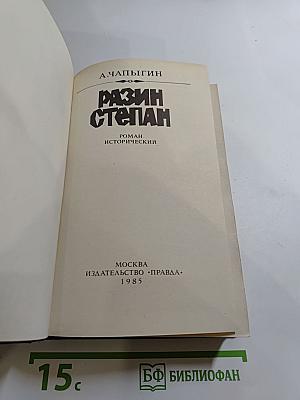 А.ЧАПЫГИН
РАЗИН
СТЕПАН
РОМАН
ИСТОРИЧЕСКИЙ
МОСКВА
ИЗДАТЕЛЬСТВО «ПРАВДА»
1985
15с
БФ БИБЛИОФАН